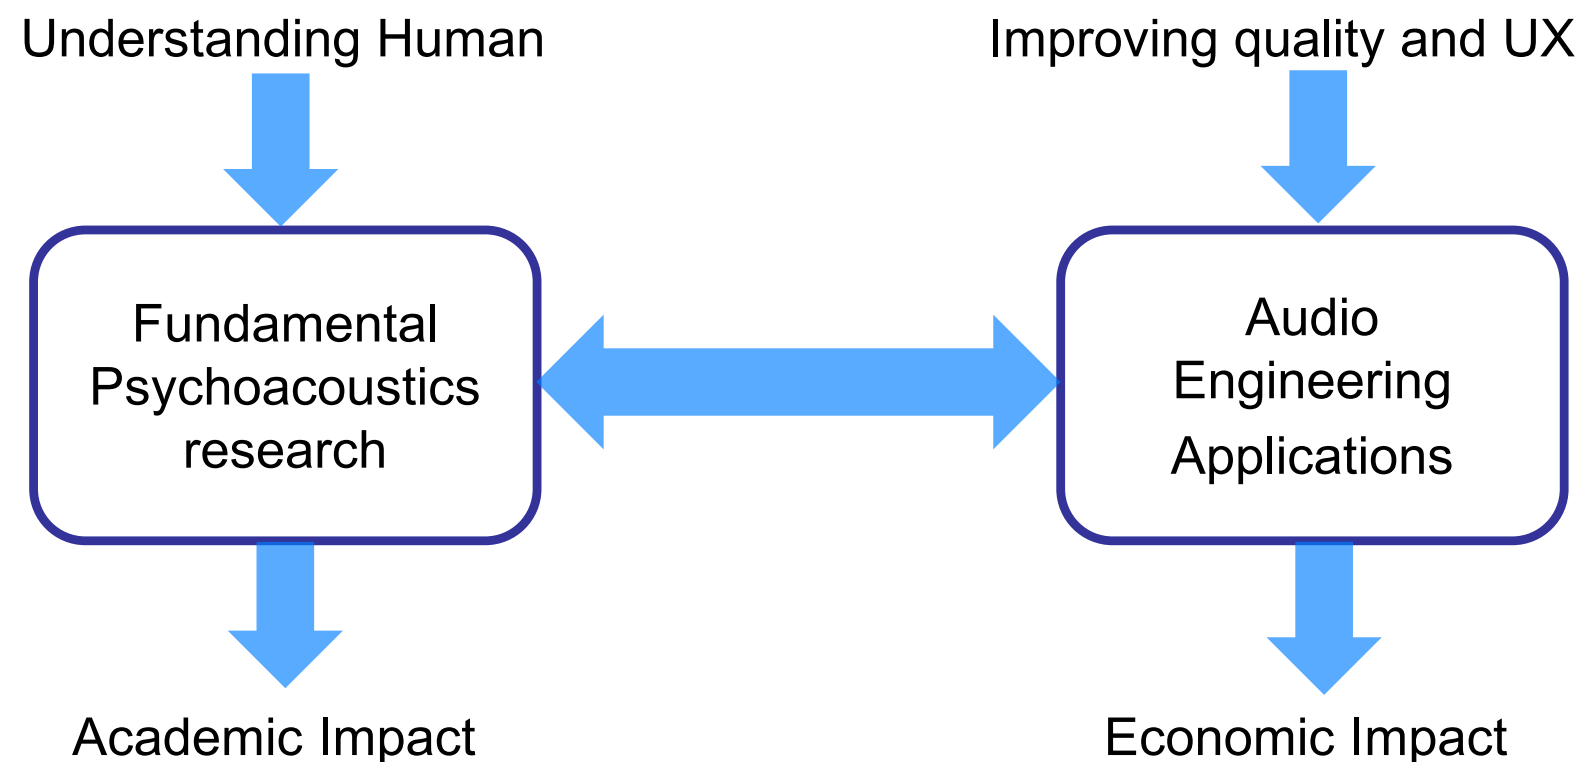 Understanding Human
Improving quality and UX
Fundamental
Psychoacoustics
research
Audio
Engineering
Applications
Academic Impact
Economic Impact